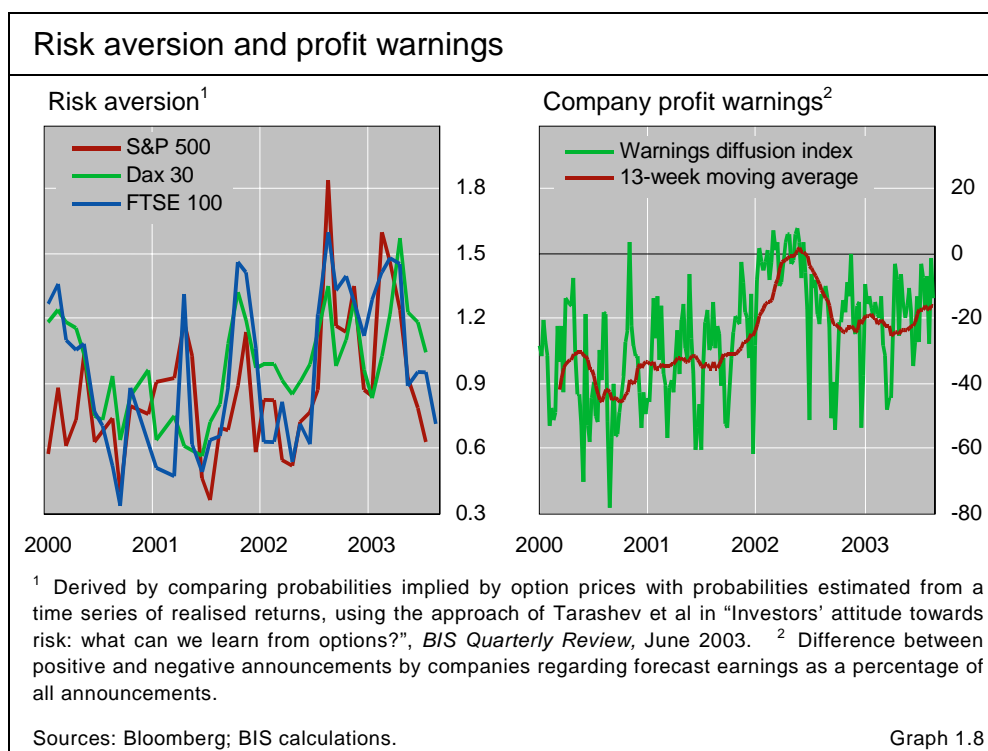 Risk aversion and profit warnings
Risk aversion¹
S&P 500
Dax 30
FTSE 100
1.8
1.5
1.2
0.9
0.6
0.3
2000 2001 2002 2003
Company profit warnings²
Warnings diffusion index
13-week moving average
20
0
-20
-40
-60
-80
2000 2001 2002 2003
¹ Derived by comparing probabilities implied by option prices with probabilities estimated from a
time series of realised returns, using the approach of Tarashev et al in “Investors’ attitude towards
risk: what can we learn from options?”, BIS Quarterly Review, June 2003. ² Difference between
positive and negative announcements by companies regarding forecast earnings as a percentage of
all announcements.
Sources: Bloomberg; BIS calculations. Graph 1.8